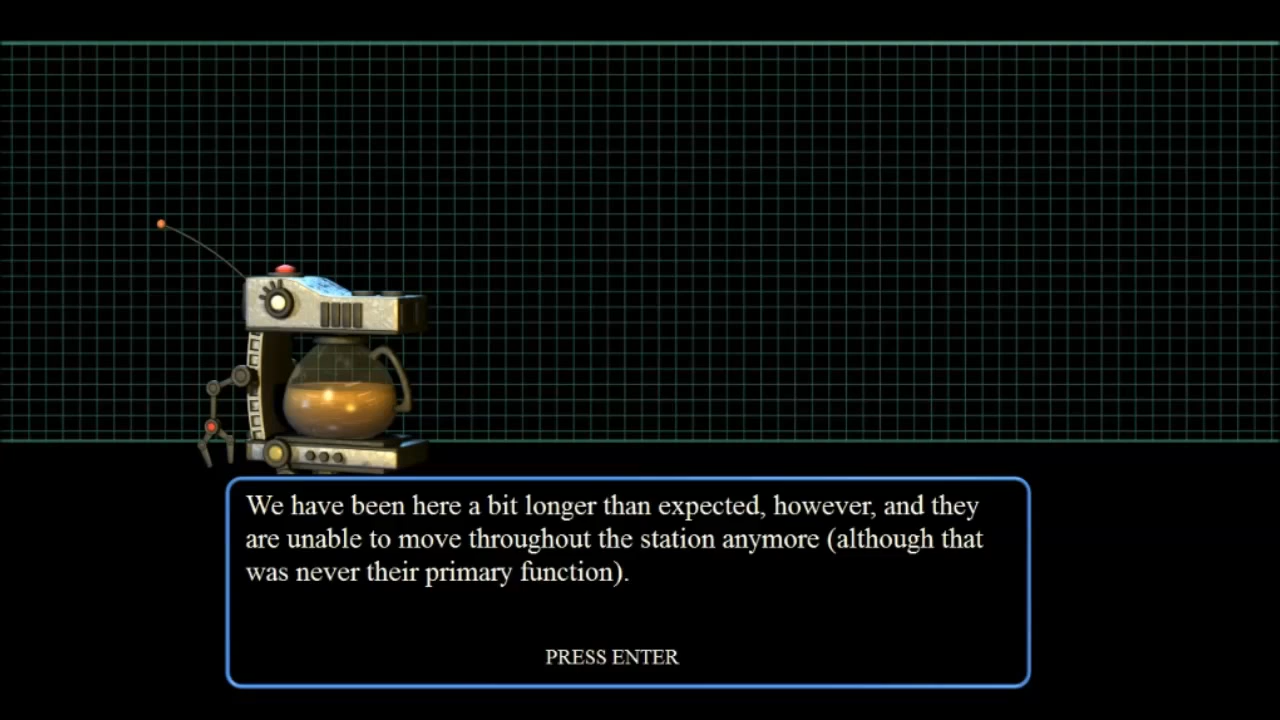 We have been here a bit longer than expected, however, and they
are unable to move throughout the station anymore (although that
was never their primary function).
PRESS ENTER